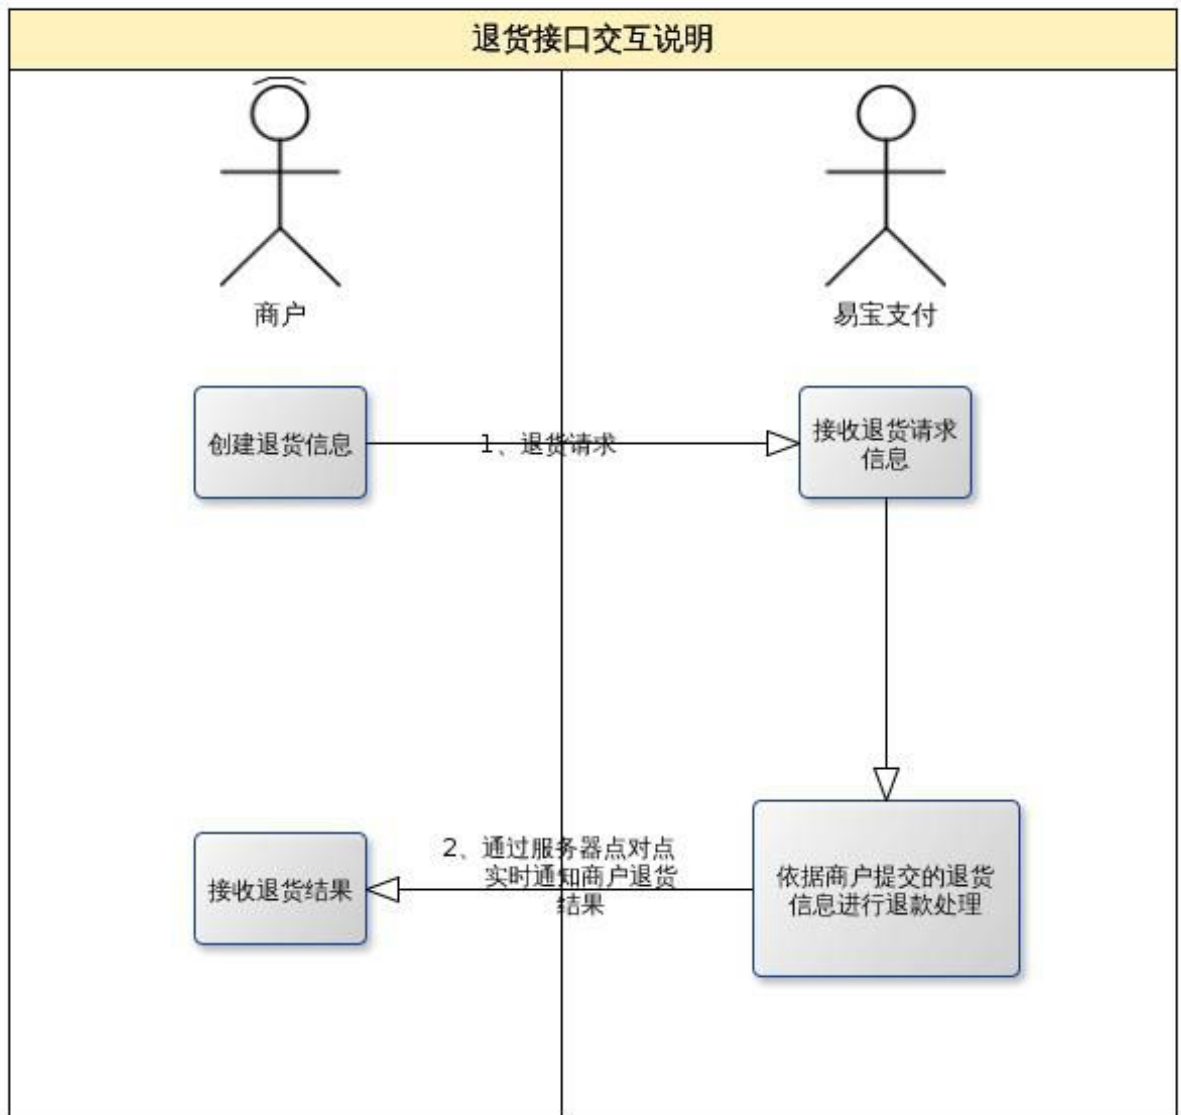 退货接口交互说明
商户
易宝支付
创建退货信息
1、退货请求
接收退货请求
信息
接收退货结果
2、通过服务器点对点
实时通知商户退货
结果
依据商户提交的退货
信息进行退款处理